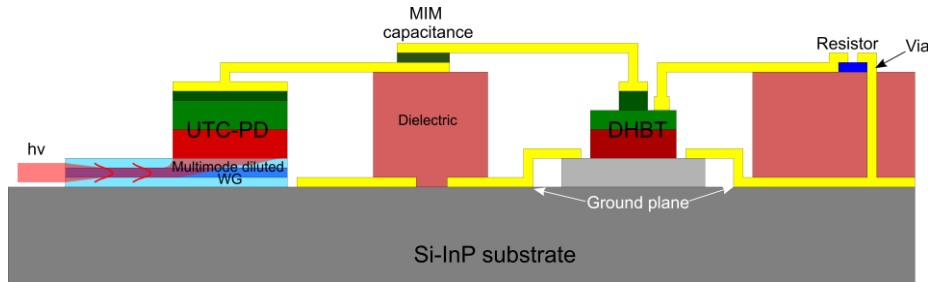 MIM
capacitance
Resistor
Via
UTC-PD
Dielectric
DHBT
hv
Multimode diluted
WG
Ground plane
Si-InP substrate